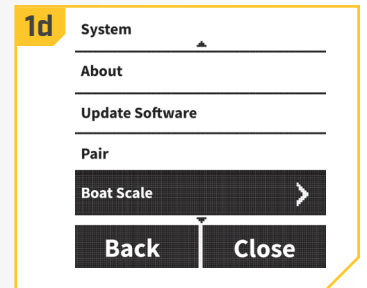 1d
System
About
Update Software
Pair
Boat Scale
Back Close